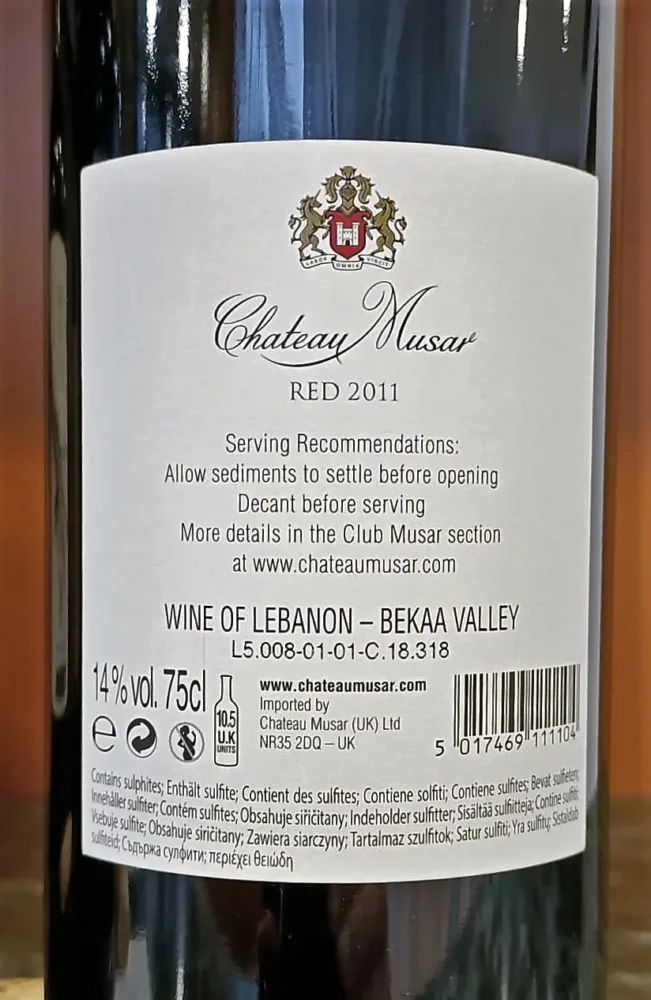 LABOR OMNIA VINCIT
Chateau Musar
RED 2011
Serving Recommendations:
Allow sediments to settle before opening
Decant before serving
More details in the Club Musar section
at www.chateaumusar.com
WINE OF LEBANON – BEKAA VALLEY
L5.008-01-01-C.18.318
14%vol. 75cl
e
10.5
U.K
UNITS
www.chateaumusar.com
Imported by
Chateau Musar (UK) Ltd
NR35 2DQ – UK
5 017469 111104
Contains sulphites; Enthält sulfite; Contient des sulfites; Contiene solfiti; Contiene sulfites; Bevat sulfieten;
Innehåller sulfiter; Contém sulfites; Obsahuje siřičitany; Indeholder sulfitter; Sisältää sulfiitteja; Contine sulfiti;
Vsebuje sulfite; Obsahuje siričitany; Zawiera siarczyny; Tartalmaz szulfitok; Satur sulfiti; Yra sulfitų; Sisaldab
sulfiteid; Съдържа сулфити; περιέχει θειώδη